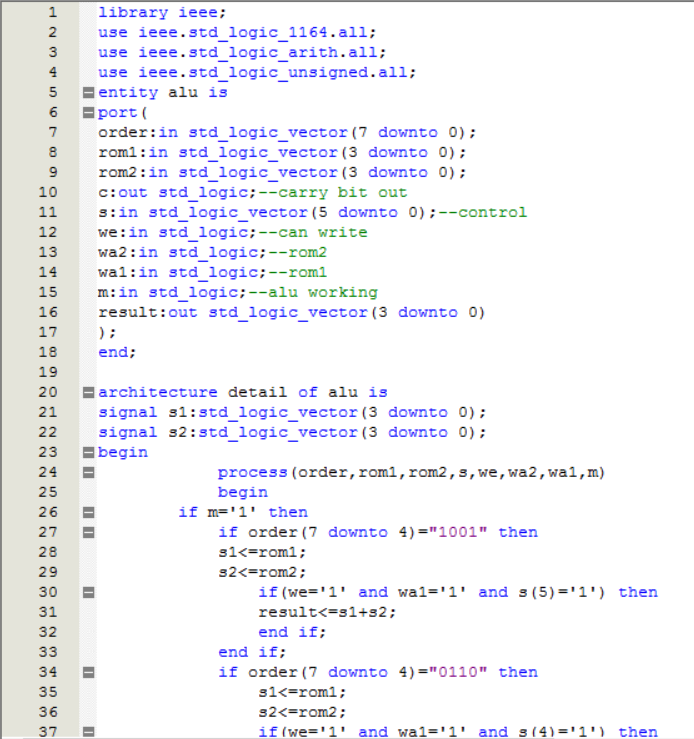 1 library ieee;
2 use ieee.std_logic_1164.all;
3 use ieee.std_logic_arith.all;
4 use ieee.std_logic_unsigned.all;
5 entity alu is
6 port(
7 order:in std_logic_vector(7 downto 0);
8 rom1:in std_logic_vector(3 downto 0);
9 rom2:in std_logic_vector(3 downto 0);
10 c:out std_logic;--carry bit out
11 s:in std_logic_vector(5 downto 0);--control
12 we:in std_logic;--can write
13 wa2:in std_logic;--rom2
14 wa1:in std_logic;--rom1
15 m:in std_logic;--alu working
16 result:out std_logic_vector(3 downto 0)
17 );
18 end;
19
20 architecture detail of alu is
21 signal s1:std_logic_vector(3 downto 0);
22 signal s2:std_logic_vector(3 downto 0);
23 begin
24 process(order,rom1,rom2,s,we,wa2,wa1,m)
25 begin
26 if m='1' then
27 if order(7 downto 4)="1001" then
28 s1<=rom1;
29 s2<=rom2;
30 if(we='1' and wa1='1' and s(5)='1') then
31 result<=s1+s2;
32 end if;
33 end if;
34 if order(7 downto 4)="0110" then
35 s1<=rom1;
36 s2<=rom2;
37 if(we='1' and wa1='1' and s(4)='1') then